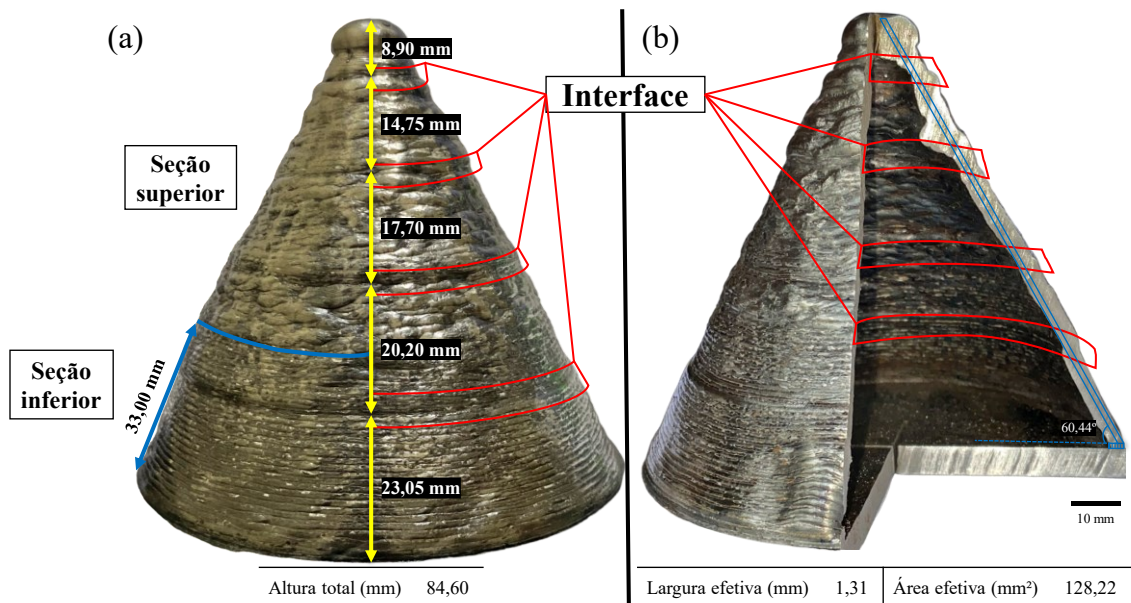 (a)
8,90 mm
14,75 mm
17,70 mm
20,20 mm
23,05 mm
33,00 mm
Seção
superior
Seção
inferior
Interface
Altura total (mm) 84,60
(b)
60,44º
10 mm
Largura efetiva (mm) 1,31
Área efetiva (mm²) 128,22